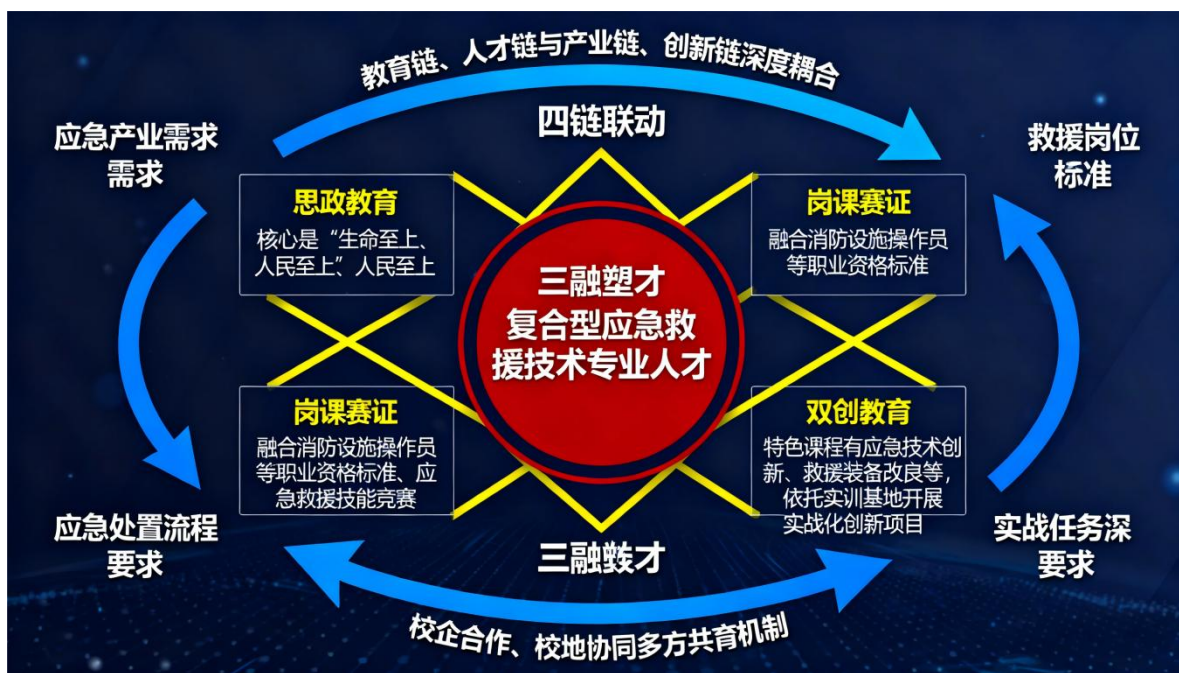 教育链、人才链与产业链、创新链深度耦合
四链联动
应急产业需求
需求
救援岗位
标准
思政教育
核心是“生命至上、
人民至上”、人民至上
岗课赛证
融合消防设施操作员
等职业资格标准
三融塑才
复合型应急救
援技术专业人才
岗课赛证
融合消防设施操作员
等职业资格标准、应
急救援技能竞赛
双创教育
特色课程有应急技术创
新、救援装备改良等，
依托实训基地开展
实战化创新项目
应急处置流程
要求
三融 才
实战任务深
要求
校企合作、校地协同多方共育机制